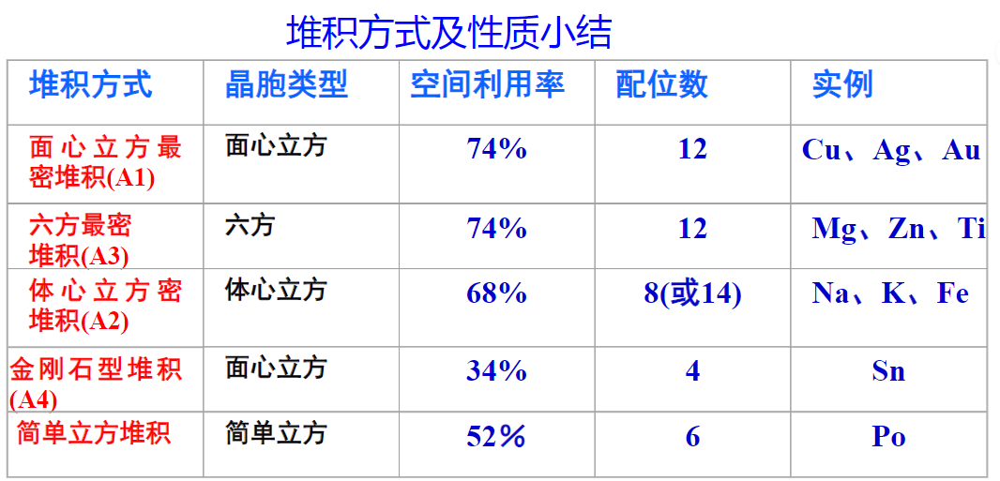 堆积方式及性质小结
堆积方式 晶胞类型 空间利用率 配位数 实例
面心立方最 面心立方 74% 12 Cu、Ag、Au
密堆积(A1)
六方最密 六方 74% 12 Mg、Zn、Ti
堆积(A3)
体心立方密 体心立方 68% 8(或14) Na、K、Fe
堆积(A2)
金刚石型堆积 面心立方 34% 4 Sn
(A4)
简单立方堆积 简单立方 52% 6 Po